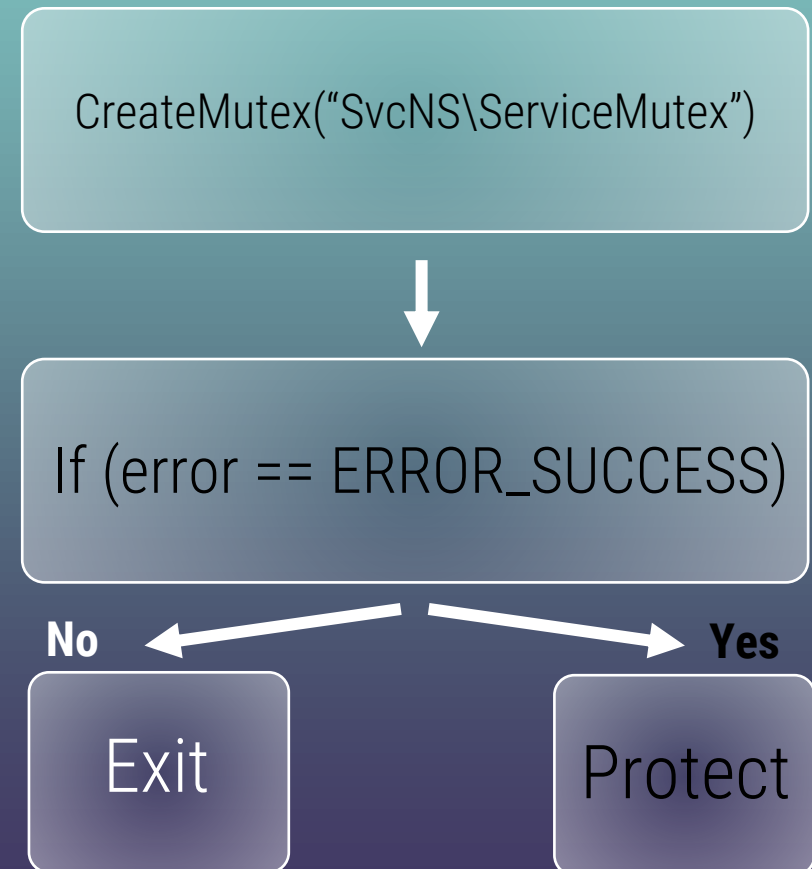 CreateMutex(“SvcNS\ServiceMutex”)
If (error == ERROR_SUCCESS)
No
Yes
Exit
Protect